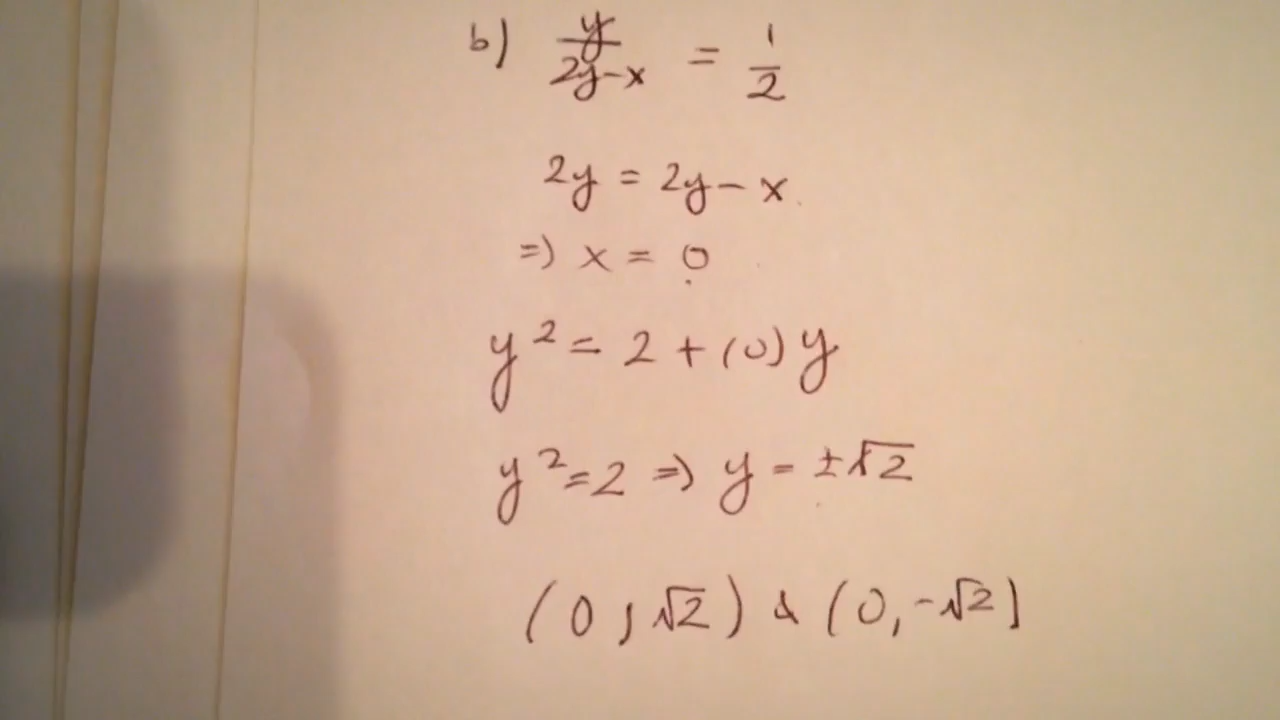 b) y/(2y-x) = 1/2
2y = 2y - x
=) x = 0
y² = 2 + (0) y
y² = 2 =) y = ±√2
(0, √2) & (0, -√2)